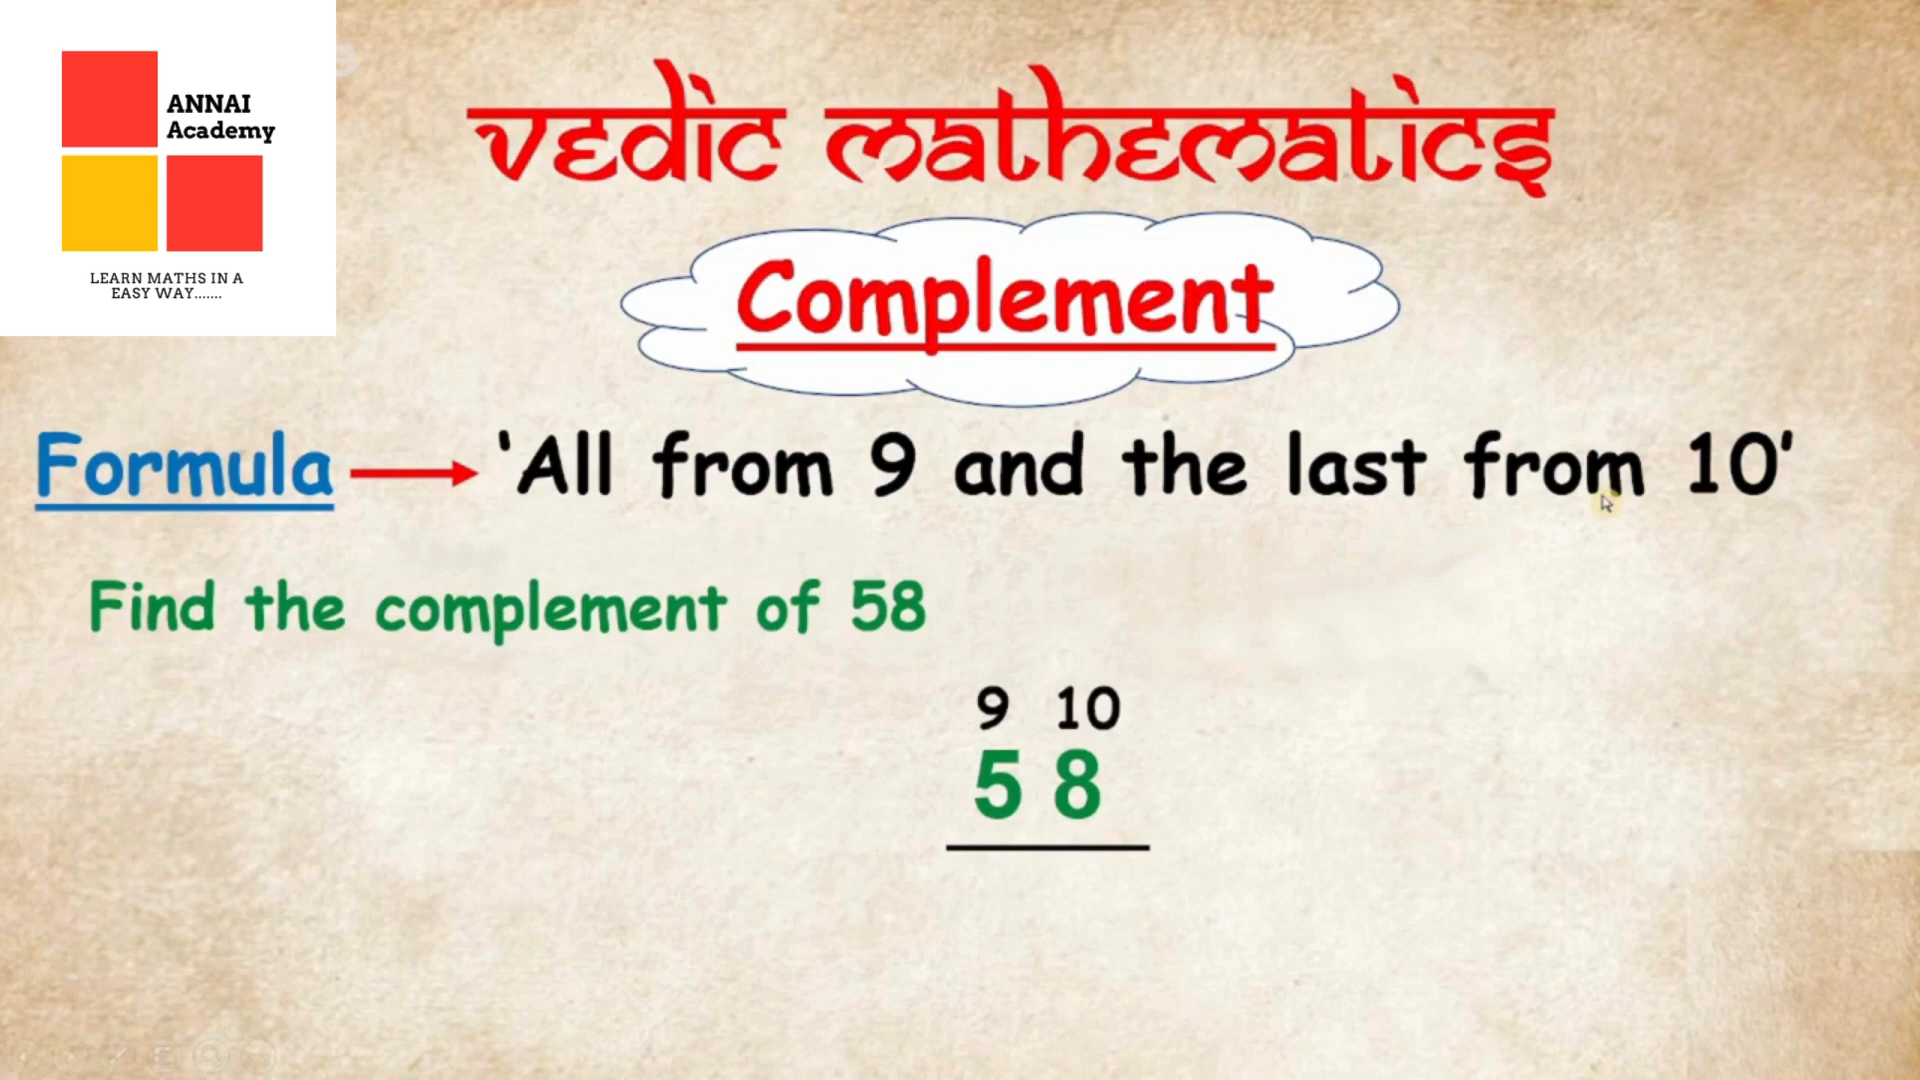 ANNAI
Academy
LEARN MATHS IN A
EASY WAY.......
vedic mathematics
Complement
Formula 'All from 9 and the last from 10'
Find the complement of 58
9 10
5 8